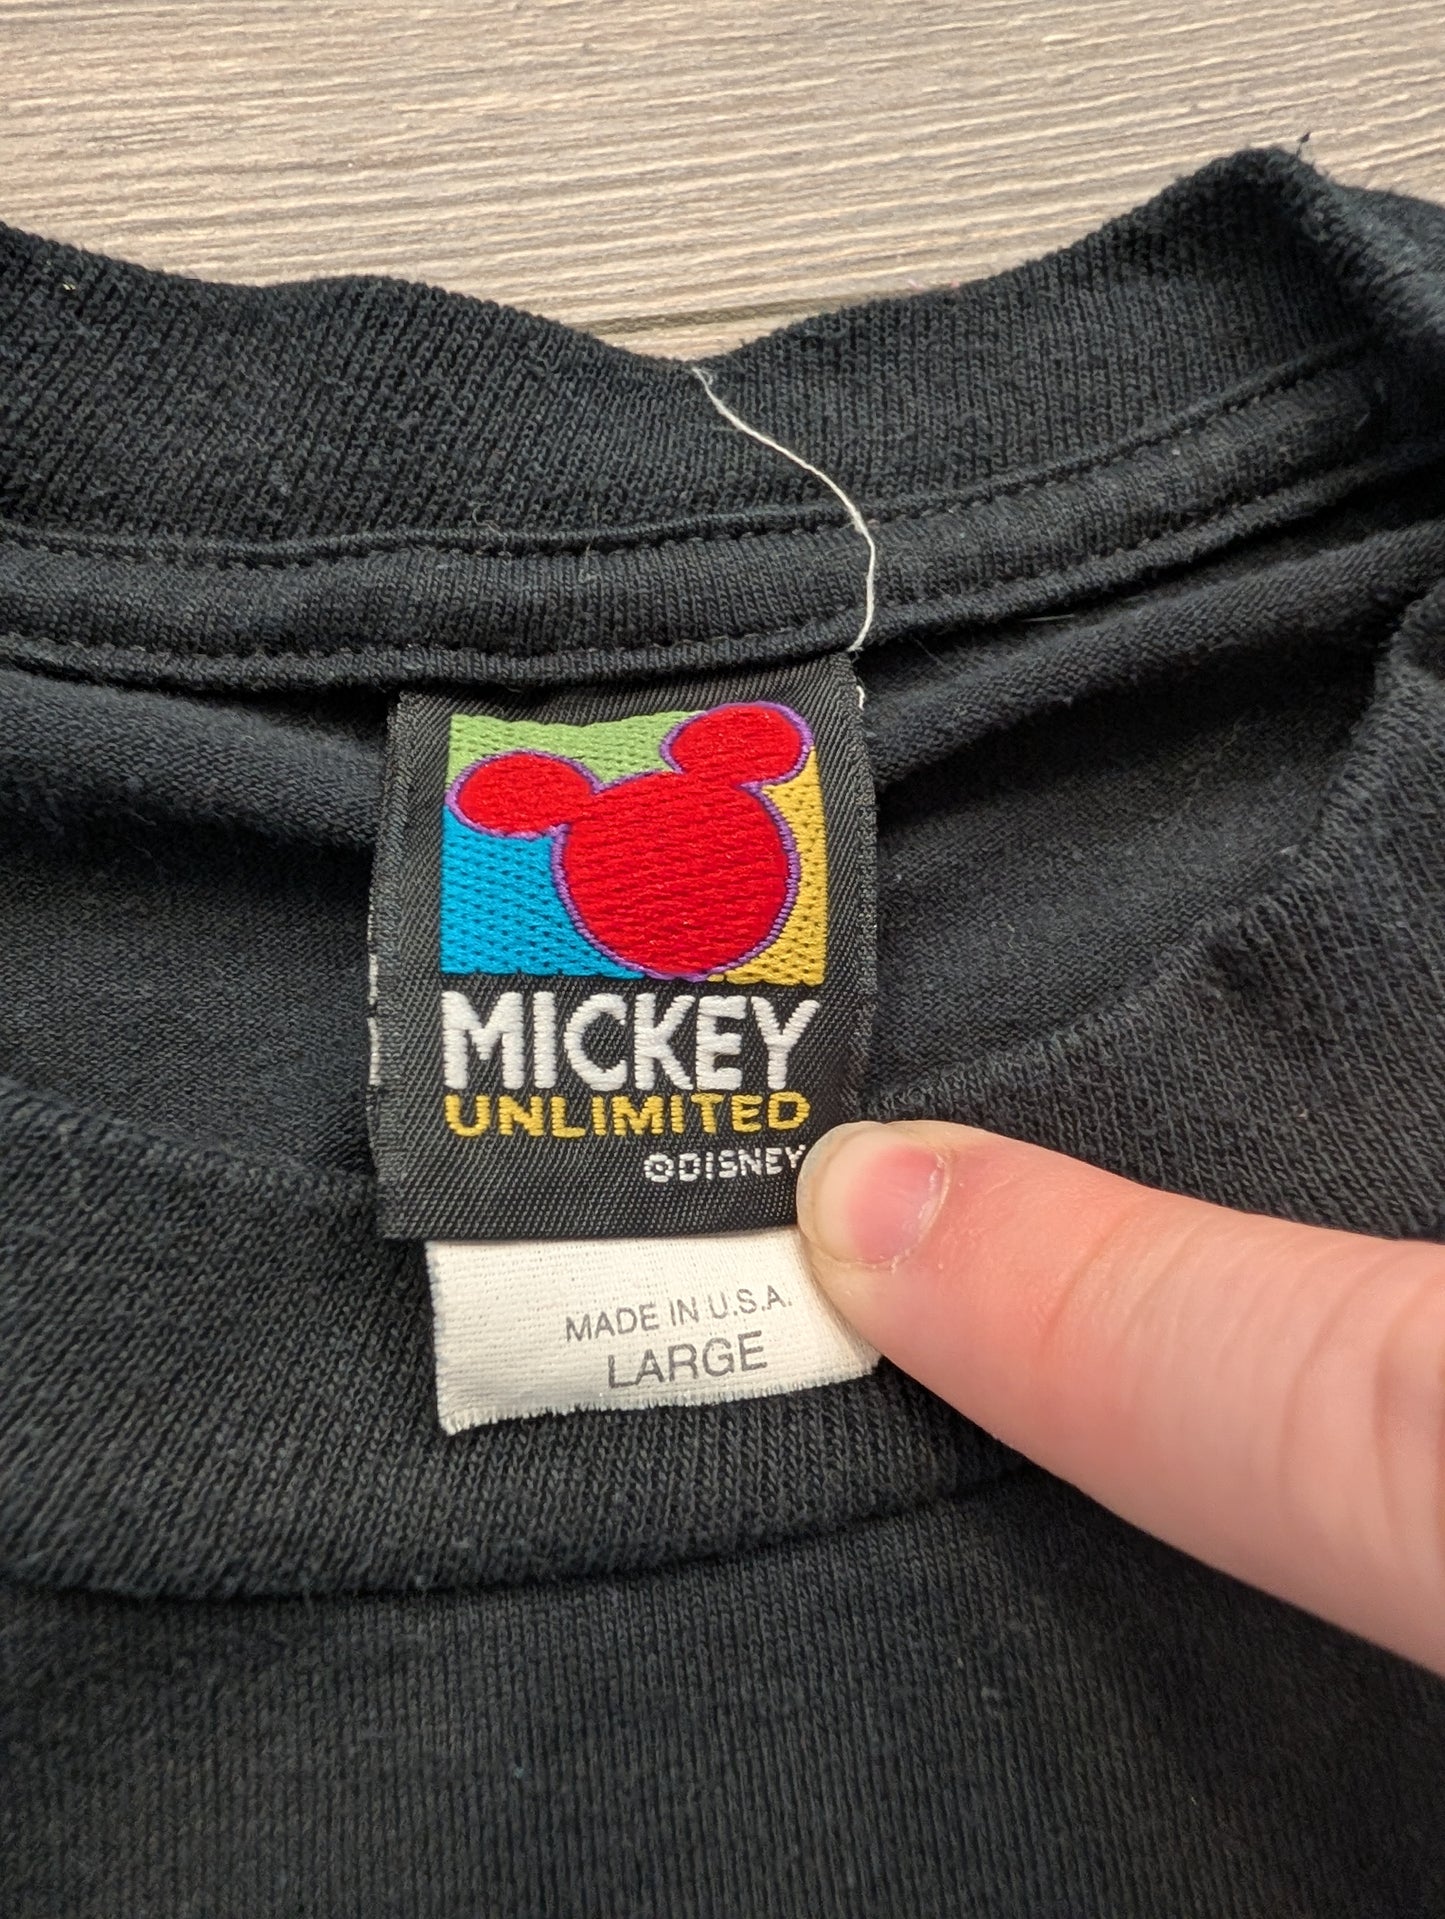 MICKEY
UNLIMITED
©DISNEY
MADE IN U.S.A.
LARGE